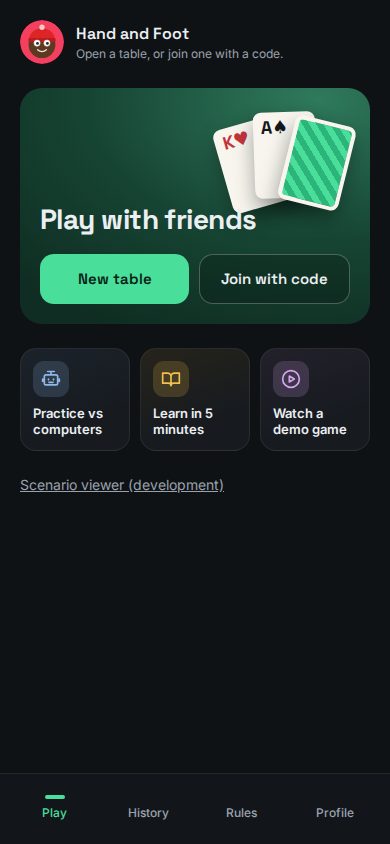 Hand and Foot
Open a table, or join one with a code.
K♥
A♠
Play with friends
New table
Join with code
Practice vs
computers
Learn in 5
minutes
Watch a
demo game
Scenario viewer (development)
Play
History
Rules
Profile